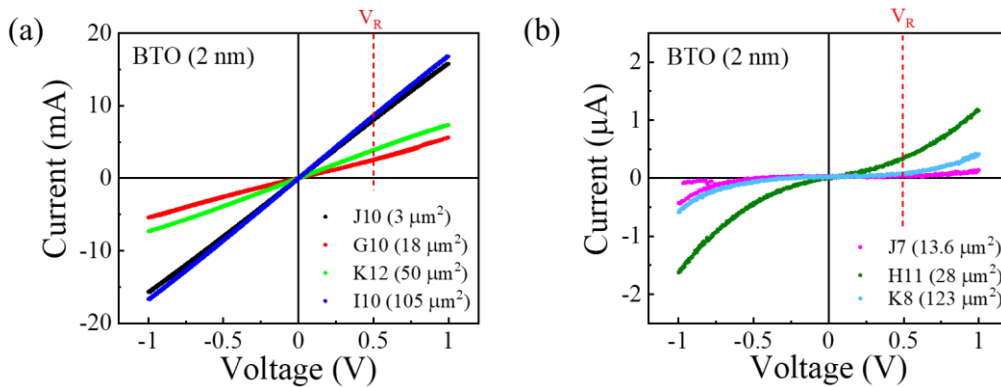 (a)
V_R
BTO (2 nm)
Current (mA)
20
10
0
-10
-20
J10 (3 μm²)
G10 (18 μm²)
K12 (50 μm²)
I10 (105 μm²)
-1 -0.5 0 0.5 1
Voltage (V)
(b)
V_R
BTO (2 nm)
Current (μA)
2
1
0
-1
-2
J7 (13.6 μm²)
H11 (28 μm²)
K8 (123 μm²)
-1 -0.5 0 0.5 1
Voltage (V)